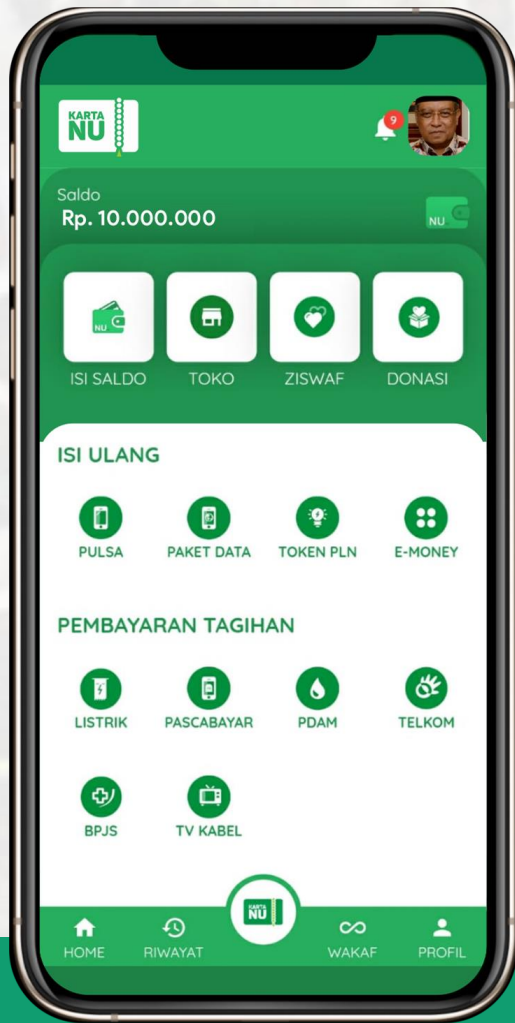 KARTA
NU
9
Saldo
Rp. 10.000.000
NU
NU
ISI SALDO TOKO ZISWAF DONASI
ISI ULANG
PULSA PAKET DATA TOKEN PLN E-MONEY
PEMBAYARAN TAGIHAN
LISTRIK PASCABAYAR PDAM TELKOM
BPJS TV KABEL
KARTA
NU
HOME RIWAYAT WAKAF PROFIL